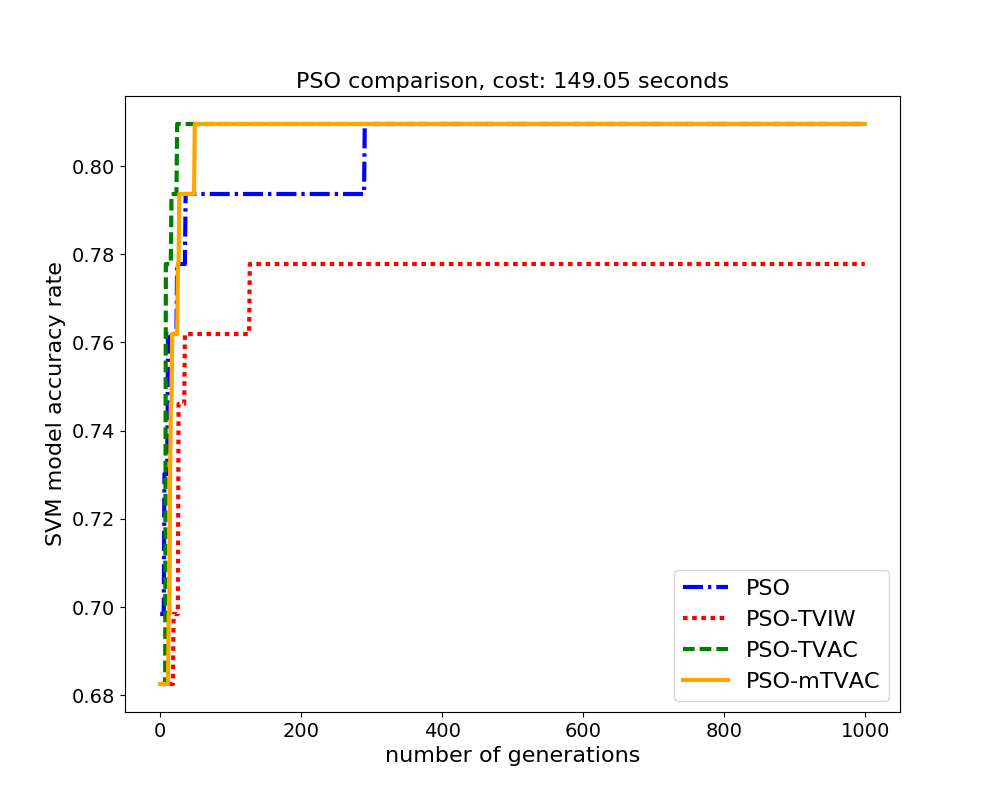 PSO comparison, cost: 149.05 seconds
SVM model accuracy rate
0.80
0.78
0.76
0.74
0.72
0.70
0.68
PSO
PSO-TVIW
PSO-TVAC
PSO-mTVAC
0 200 400 600 800 1000
number of generations